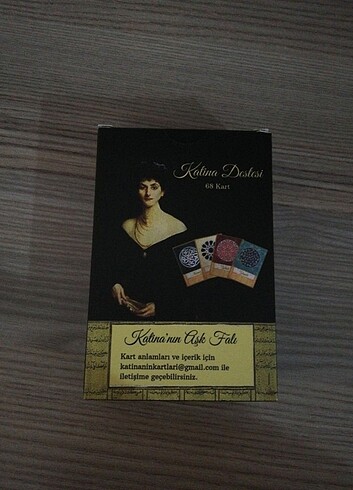 Katina Destesi
68 Kart
Katina'nın Aşk Falı
Kart anlamları ve içerik için
katinaninkartlari@gmail.com ile
iletişime geçebilirsiniz.